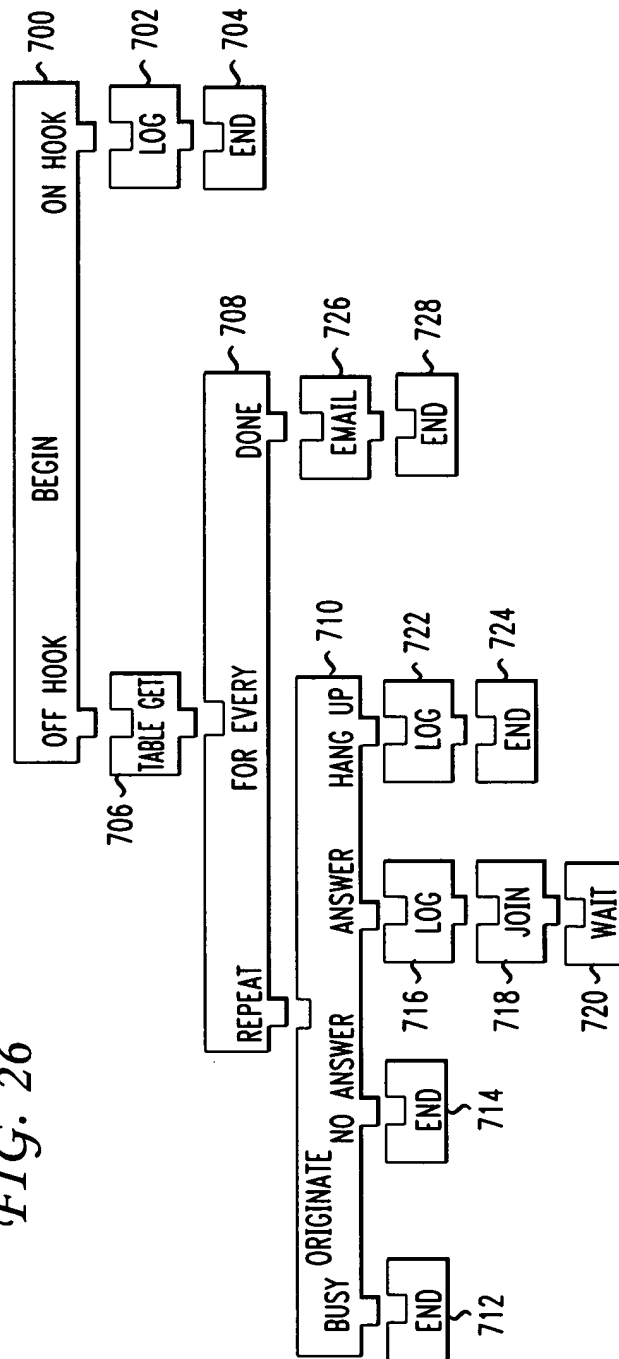 FIG. 26
700
OFF HOOK BEGIN ON HOOK
706 TABLE GET
LOG 702
END 704
708
REPEAT FOR EVERY DONE
EMAIL 726
END 728
710
BUSY ORIGINATE NO ANSWER ANSWER HANG UP
END 712
END 714
716 LOG
718 JOIN
720 WAIT
LOG 722
END 724